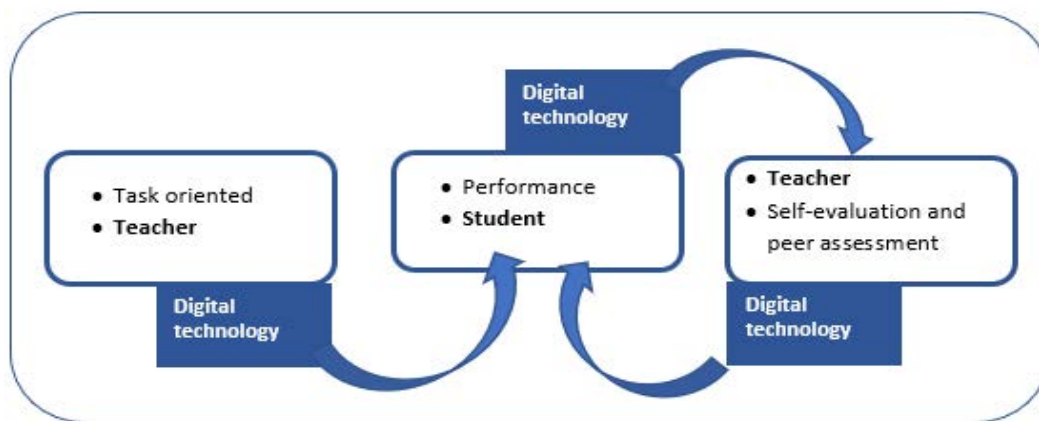 ● Task oriented
● Teacher
Digital
technology
Digital
technology
● Performance
● Student
● Teacher
● Self-evaluation and
peer assessment
Digital
technology